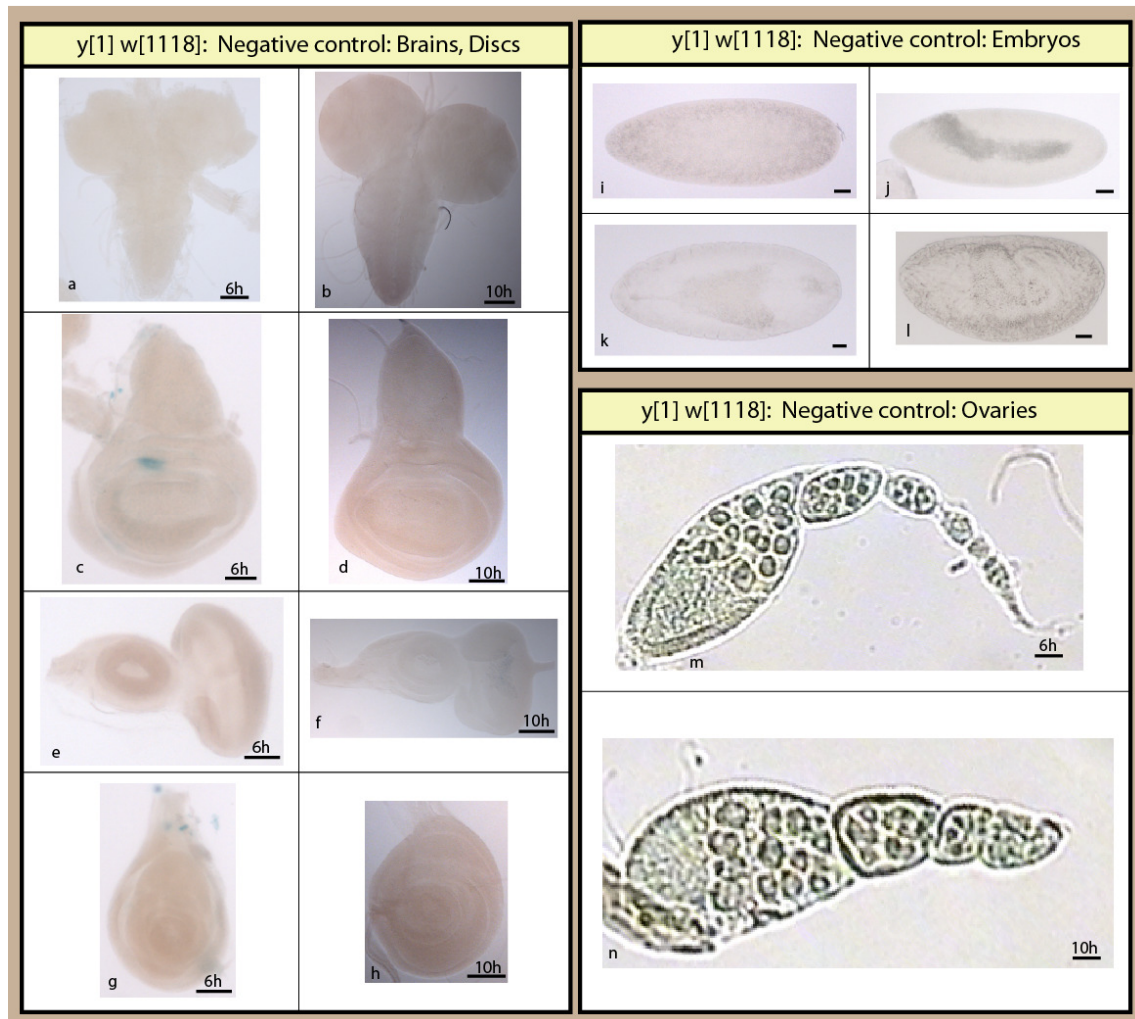 y[1] w[1118]: Negative control: Brains, Discs
a
6h
b
10h
c
6h
d
10h
e
6h
f
10h
g
6h
h
10h
y[1] w[1118]: Negative control: Embryos
i
j
k
l
y[1] w[1118]: Negative control: Ovaries
m
6h
n
10h